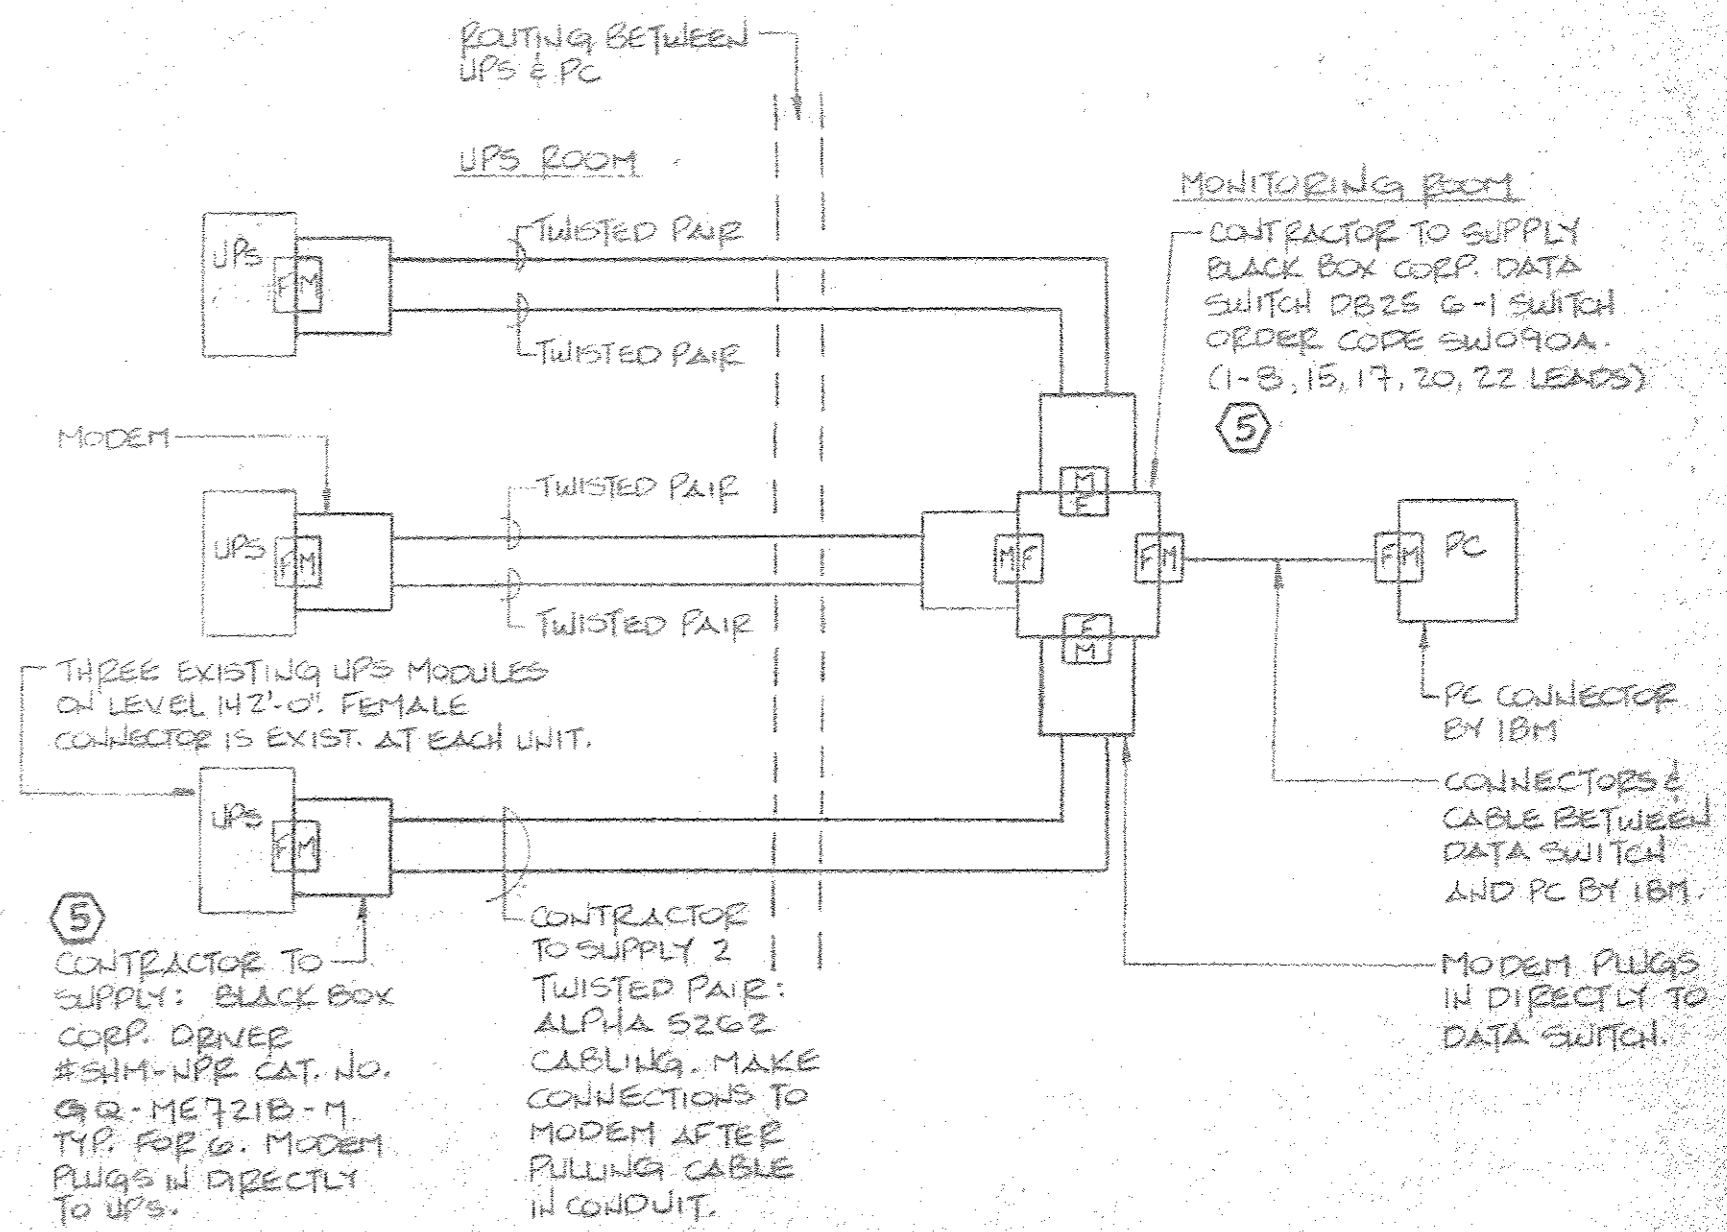 ROUTING BETWEEN
UPS & PC
UPS ROOM
MONITORING ROOM
CONTRACTOR TO SUPPLY
BLACK BOX CORP. DATA
SWITCH DB25 6-1 SWITCH
ORDER CODE SW090A.
(1-8, 15, 17, 20, 22 LEADS)
5
UPS
F M
TWISTED PAIR
TWISTED PAIR
MODEM
UPS
F M
TWISTED PAIR
TWISTED PAIR
M
F
M F
F M
F
M
F M
PC
THREE EXISTING UPS MODULES
ON LEVEL 142'-0". FEMALE
CONNECTOR IS EXIST. AT EACH UNIT.
UPS
F M
5
CONTRACTOR TO
SUPPLY: BLACK BOX
CORP. DRIVER
#SHM-NPR CAT. NO.
GQ-ME721B-M
TYP. FOR 6. MODEM
PLUGS IN DIRECTLY
TO UPS.
CONTRACTOR
TO SUPPLY 2
TWISTED PAIR:
ALPHA 5262
CABLING. MAKE
CONNECTIONS TO
MODEM AFTER
PULLING CABLE
IN CONDUIT.
PC CONNECTOR
BY IBM
CONNECTORS &
CABLE BETWEEN
DATA SWITCH
AND PC BY IBM.
MODEM PLUGS
IN DIRECTLY TO
DATA SWITCH.